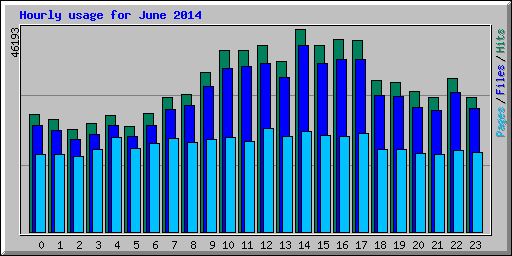 Hourly usage for June 2014
46193
Pages / Files / Hits
0 1 2 3 4 5 6 7 8 9 10 11 12 13 14 15 16 17 18 19 20 21 22 23